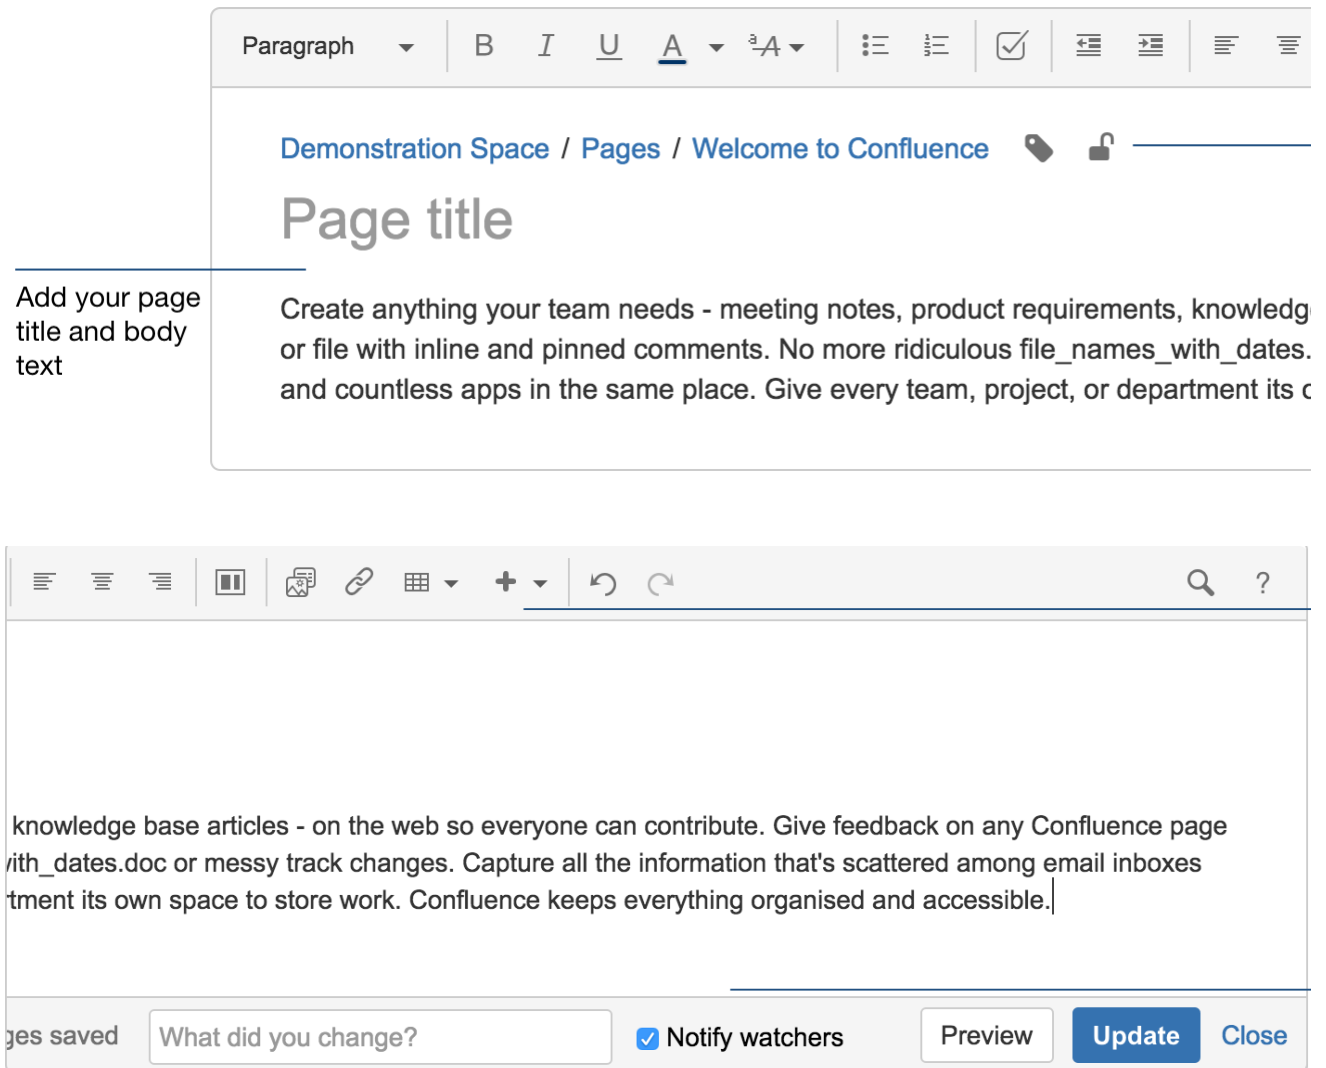 Paragraph B I U A ªA
Demonstration Space / Pages / Welcome to Confluence
Page title
Add your page
title and body
text
Create anything your team needs - meeting notes, product requirements, knowledg
or file with inline and pinned comments. No more ridiculous file_names_with_dates.
and countless apps in the same place. Give every team, project, or department its
?
knowledge base articles - on the web so everyone can contribute. Give feedback on any Confluence page
ith_dates.doc or messy track changes. Capture all the information that's scattered among email inboxes
tment its own space to store work. Confluence keeps everything organised and accessible.
ges saved What did you change? Notify watchers Preview Update Close